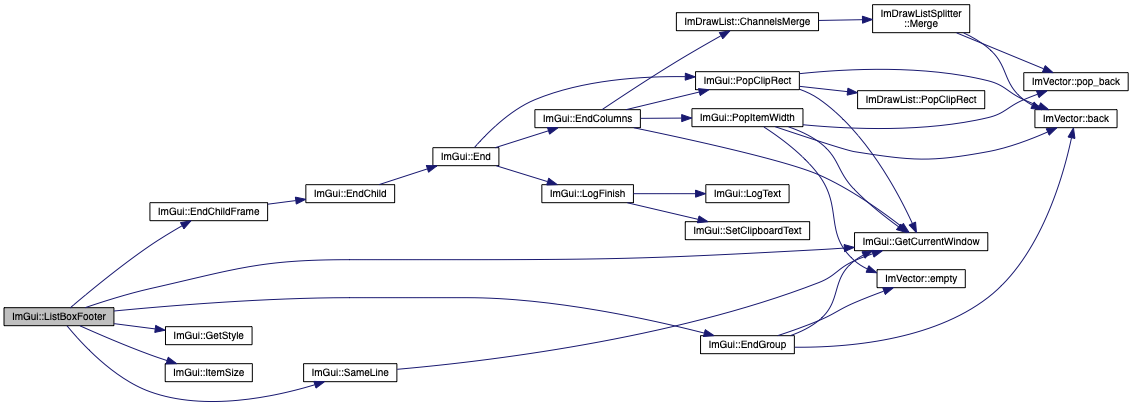 ImDrawList::ChannelsMerge
ImDrawListSplitter
::Merge
ImVector::pop_back
ImGui::PopClipRect
ImDrawList::PopClipRect
ImGui::EndColumns
ImGui::PopItemWidth
ImVector::back
ImGui::End
ImGui::EndChild
ImGui::LogFinish
ImGui::LogText
ImGui::EndChildFrame
ImGui::SetClipboardText
ImGui::GetCurrentWindow
ImVector::empty
ImGui::ListBoxFooter
ImGui::GetStyle
ImGui::EndGroup
ImGui::ItemSize
ImGui::SameLine